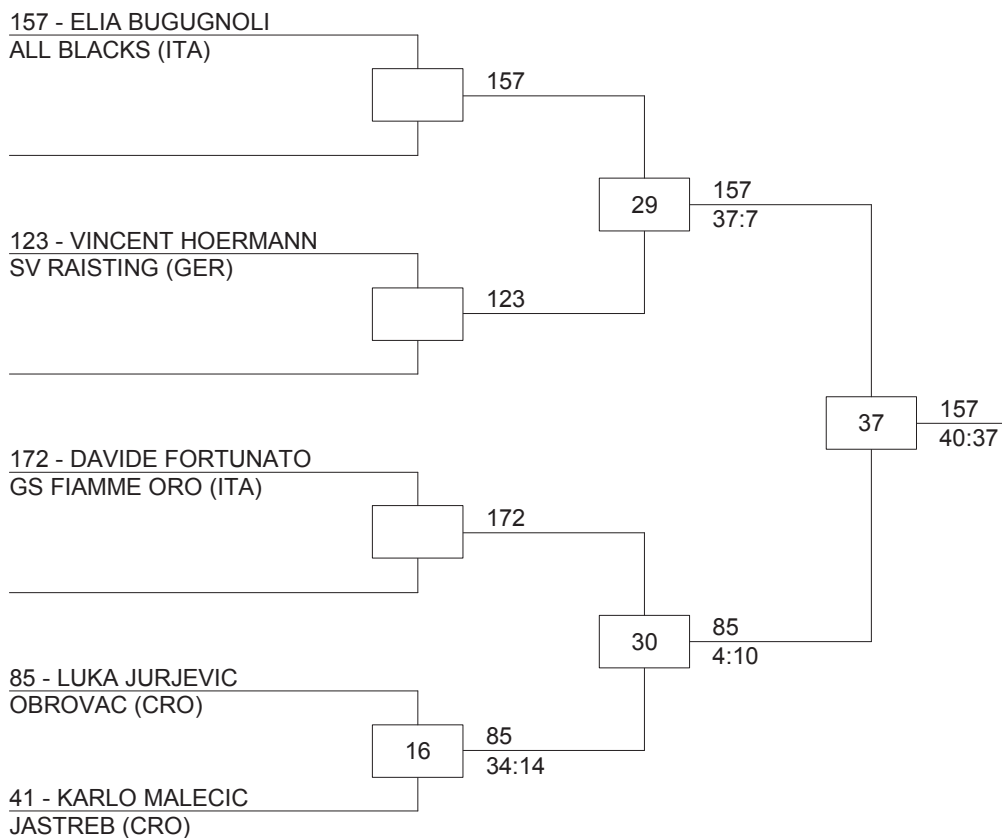 157 - ELIA BUGUGNOLI
ALL BLACKS (ITA)
157
29
157
37:7
123 - VINCENT HOERMANN
SV RAISTING (GER)
123
37
157
40:37
172 - DAVIDE FORTUNATO
GS FIAMME ORO (ITA)
172
30
85
4:10
85 - LUKA JURJEVIC
OBROVAC (CRO)
16
85
34:14
41 - KARLO MALECIC
JASTREB (CRO)